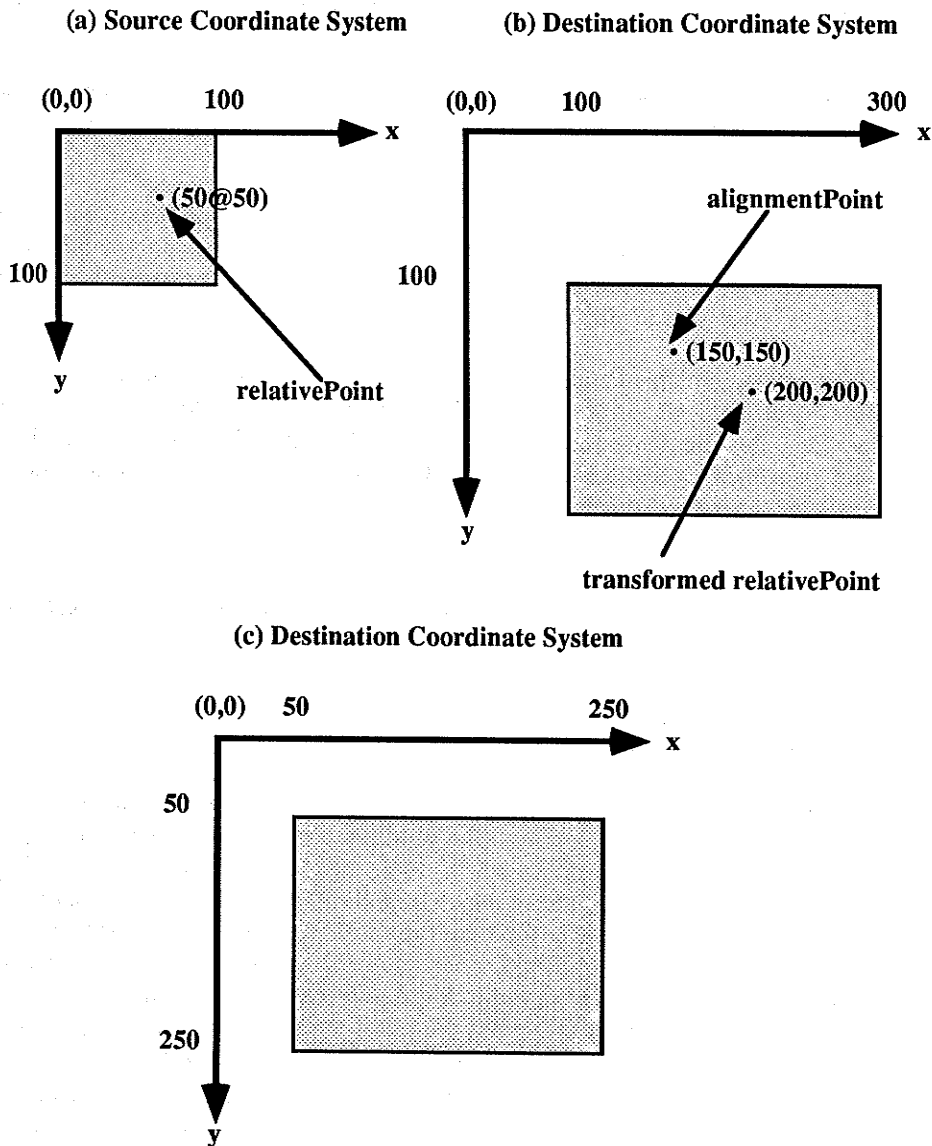 (a) Source Coordinate System
(0,0) 100
x
(50@50)
100
y
relativePoint
(b) Destination Coordinate System
(0,0) 100 300
x
alignmentPoint
100
(150,150)
(200,200)
y
transformed relativePoint
(c) Destination Coordinate System
(0,0) 50 250
x
50
250
y